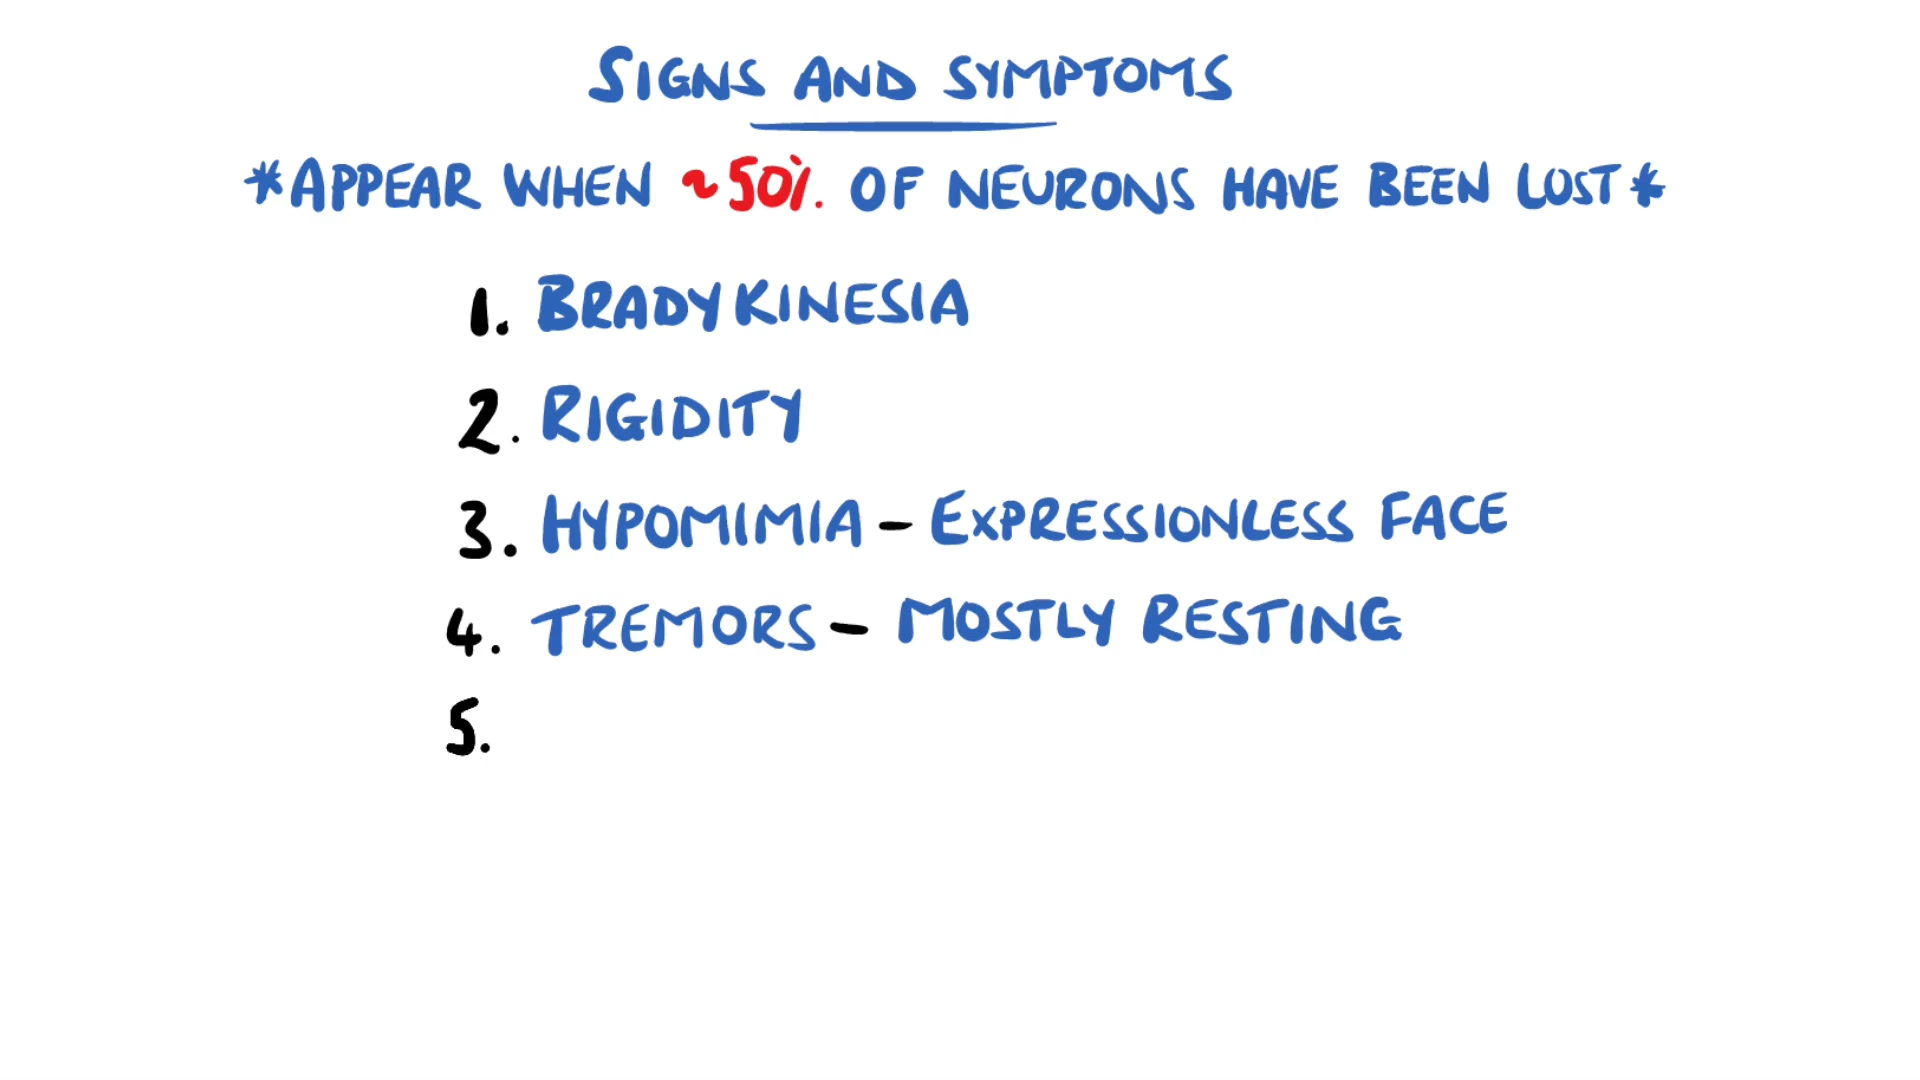 SIGNS AND SYMPTOMS
*APPEAR WHEN ~50% OF NEURONS HAVE BEEN LOST*
1. BRADYKINESIA
2. RIGIDITY
3. HYPOMIMIA - EXPRESSIONLESS FACE
4. TREMORS - MOSTLY RESTING
5.